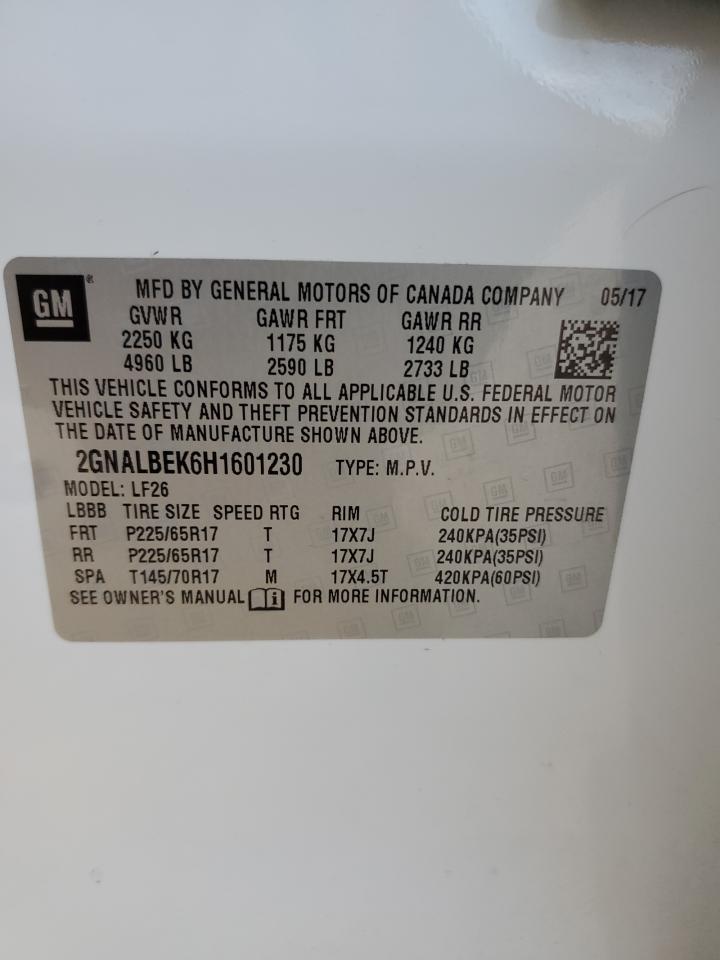 GM®
MFD BY GENERAL MOTORS OF CANADA COMPANY 05/17
GVWR GAWR FRT GAWR RR
2250 KG 1175 KG 1240 KG
4960 LB 2590 LB 2733 LB
THIS VEHICLE CONFORMS TO ALL APPLICABLE U.S. FEDERAL MOTOR
VEHICLE SAFETY AND THEFT PREVENTION STANDARDS IN EFFECT ON
THE DATE OF MANUFACTURE SHOWN ABOVE.
2GNALBEK6H1601230 TYPE: M.P.V.
MODEL: LF26
LBBB TIRE SIZE SPEED RTG RIM COLD TIRE PRESSURE
FRT P225/65R17 T 17X7J 240KPA(35PSI)
RR P225/65R17 T 17X7J 240KPA(35PSI)
SPA T145/70R17 M 17X4.5T 420KPA(60PSI)
SEE OWNER'S MANUAL i FOR MORE INFORMATION.